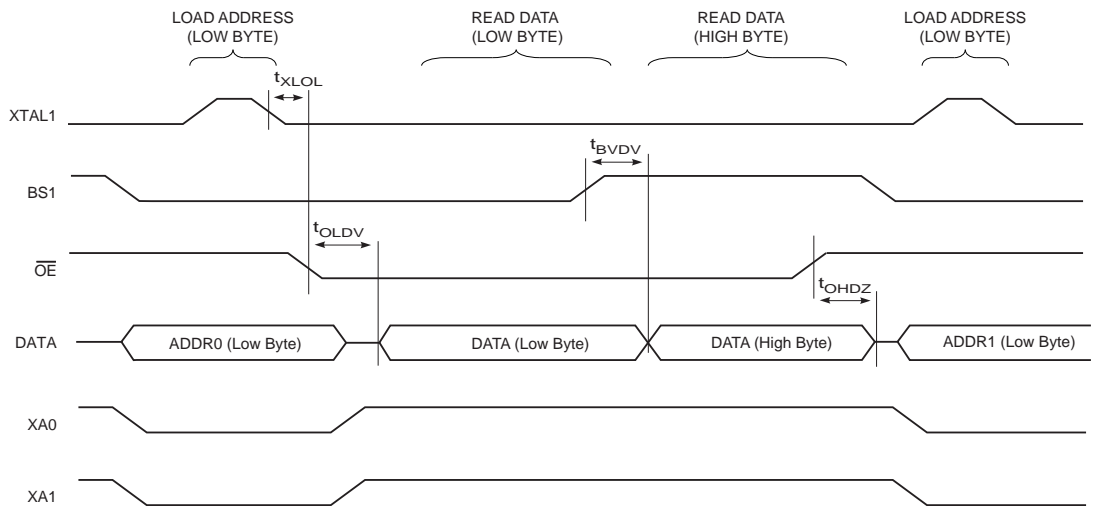 LOAD ADDRESS
(LOW BYTE)
READ DATA
(LOW BYTE)
READ DATA
(HIGH BYTE)
LOAD ADDRESS
(LOW BYTE)
tXLOL
XTAL1
tBVDV
BS1
tOLDV
OE
tOHDZ
DATA
ADDR0 (Low Byte)
DATA (Low Byte)
DATA (High Byte)
ADDR1 (Low Byte)
XA0
XA1